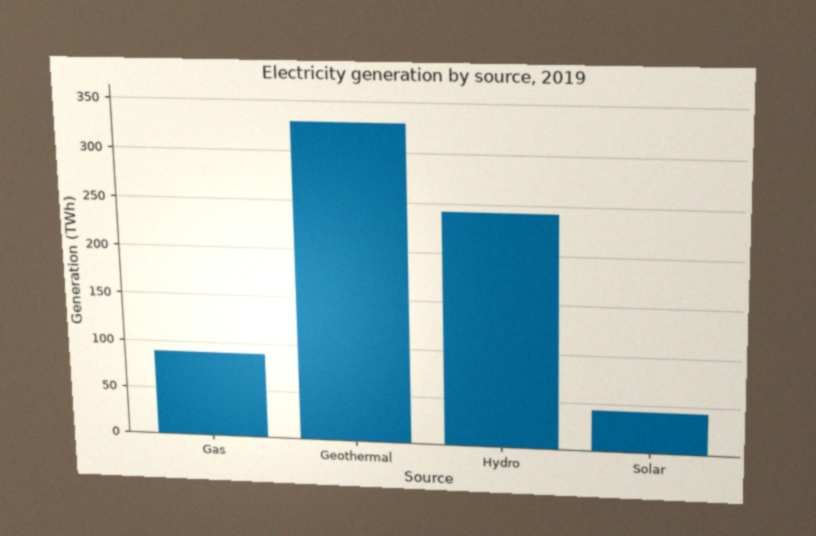 Electricity generation by source, 2019
350
300
250
200
150
100
50
0
Generation (TWh)
Gas
Geothermal
Hydro
Solar
Source